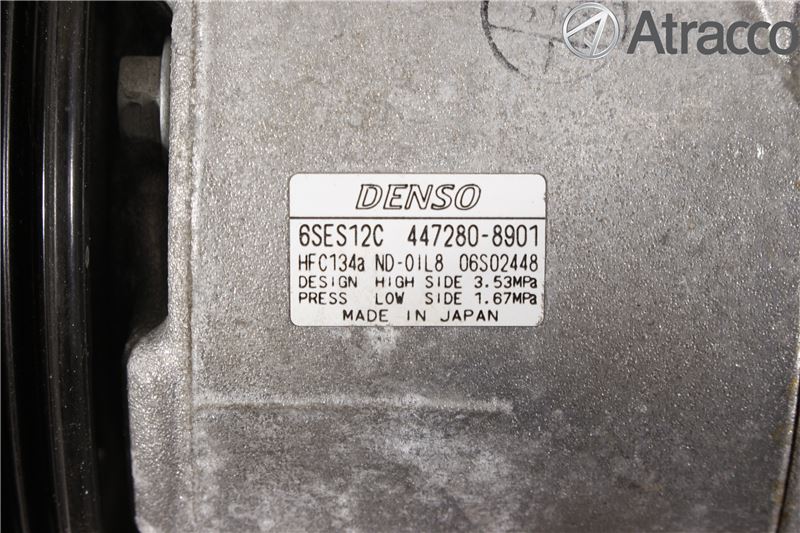 Atracco
DENSO
6SES12C 447280-8901
HFC134a ND-OIL8 06S02448
DESIGN HIGH SIDE 3.53MPa
PRESS LOW SIDE 1.67MPa
MADE IN JAPAN